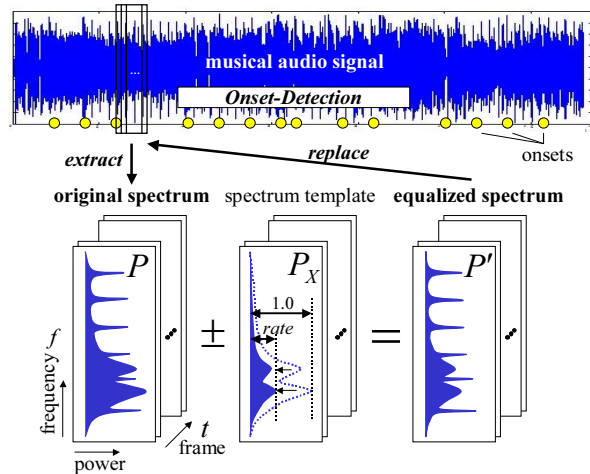 musical audio signal
...
Onset-Detection
onsets
extract
replace
original spectrum
spectrum template
equalized spectrum
P
±
P_X
=
P'
1.0
rate
frequency f
power
t
frame